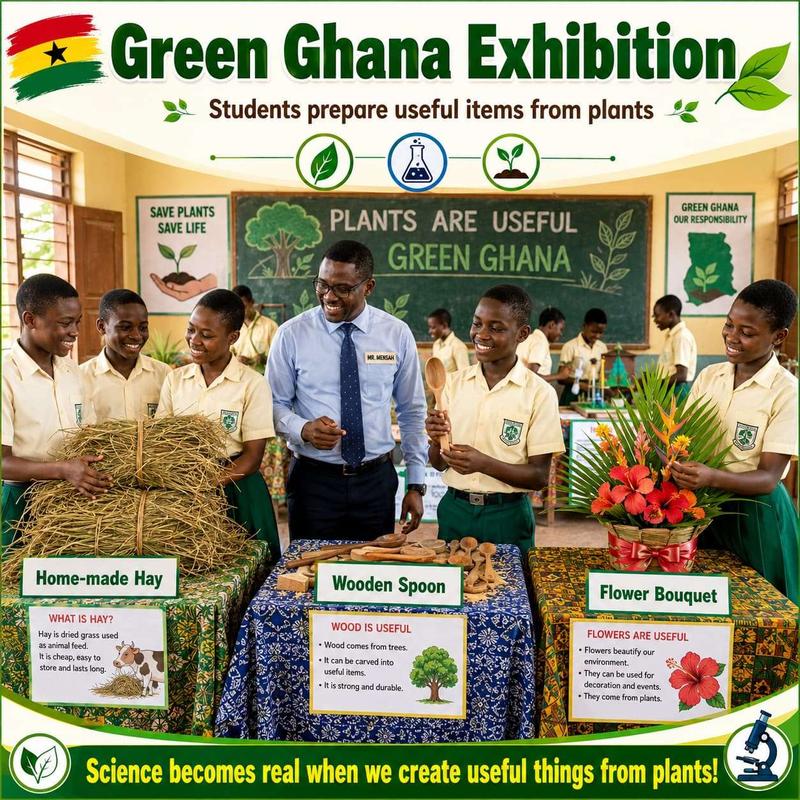 Green Ghana Exhibition
Students prepare useful items from plants
SAVE PLANTS
SAVE LIFE
PLANTS ARE USEFUL
GREEN GHANA
GREEN GHANA
OUR RESPONSIBILITY
MR. MENSAH
Home-made Hay
Wooden Spoon
Flower Bouquet
WHAT IS HAY?
Hay is dried grass used
as animal feed.
It is cheap, easy to
store and lasts long.
WOOD IS USEFUL
• Wood comes from trees.
• It can be carved into
useful items.
• It is strong and durable.
FLOWERS ARE USEFUL
• Flowers beautify our
environment.
• They can be used for
decoration and events.
• They come from plants.
Science becomes real when we create useful things from plants!